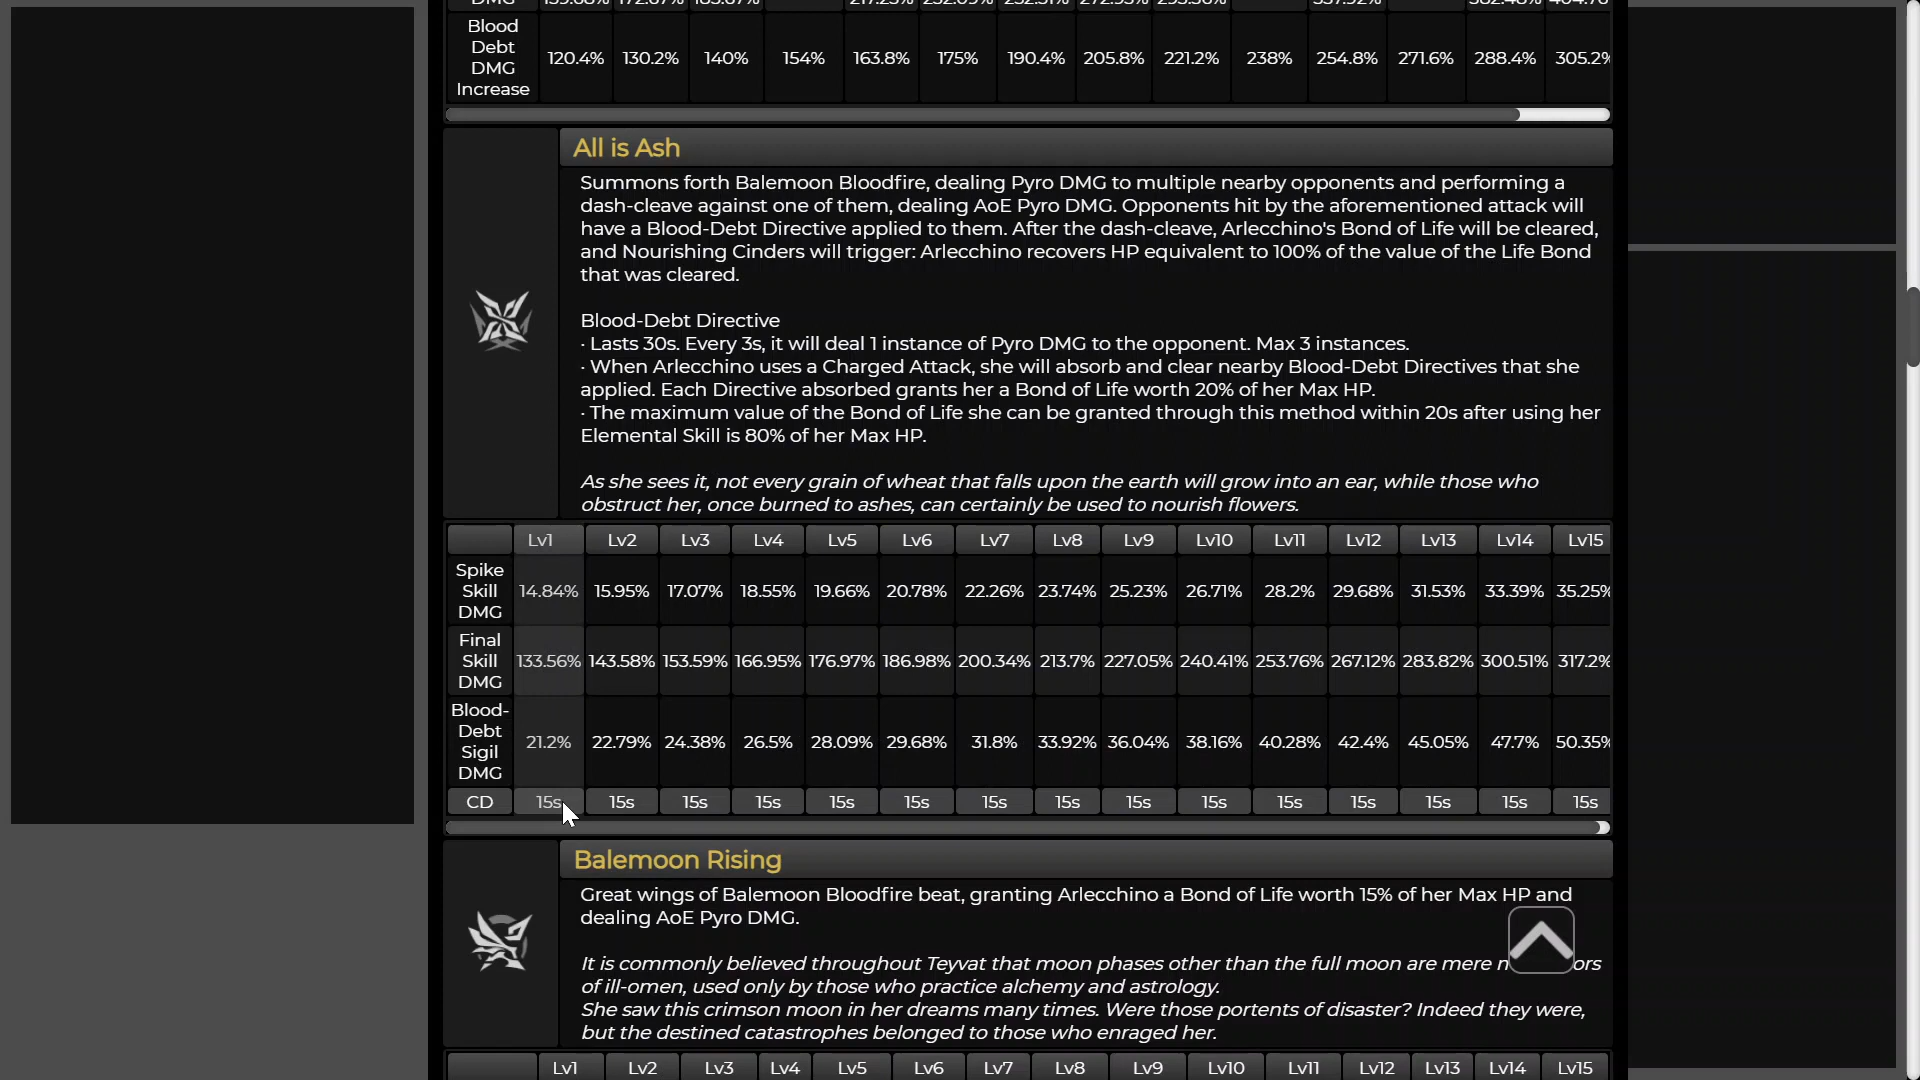 Blood Debt DMG Increase 120.4% 130.2% 140% 154% 163.8% 175% 190.4% 205.8% 221.2% 238% 254.8% 271.6% 288.4% 305.2%
All is Ash
Summons forth Balemoon Bloodfire, dealing Pyro DMG to multiple nearby opponents and performing a
dash-cleave against one of them, dealing AoE Pyro DMG. Opponents hit by the aforementioned attack will
have a Blood-Debt Directive applied to them. After the dash-cleave, Arlecchino's Bond of Life will be cleared,
and Nourishing Cinders will trigger: Arlecchino recovers HP equivalent to 100% of the value of the Life Bond
that was cleared.
Blood-Debt Directive
· Lasts 30s. Every 3s, it will deal 1 instance of Pyro DMG to the opponent. Max 3 instances.
· When Arlecchino uses a Charged Attack, she will absorb and clear nearby Blood-Debt Directives that she
applied. Each Directive absorbed grants her a Bond of Life worth 20% of her Max HP.
· The maximum value of the Bond of Life she can be granted through this method within 20s after using her
Elemental Skill is 80% of her Max HP.
As she sees it, not every grain of wheat that falls upon the earth will grow into an ear, while those who
obstruct her, once burned to ashes, can certainly be used to nourish flowers.
Lv1 Lv2 Lv3 Lv4 Lv5 Lv6 Lv7 Lv8 Lv9 Lv10 Lv11 Lv12 Lv13 Lv14 Lv15
Spike Skill DMG 14.84% 15.95% 17.07% 18.55% 19.66% 20.78% 22.26% 23.74% 25.23% 26.71% 28.2% 29.68% 31.53% 33.39% 35.25%
Final Skill DMG 133.56% 143.58% 153.59% 166.95% 176.97% 186.98% 200.34% 213.7% 227.05% 240.41% 253.76% 267.12% 283.82% 300.51% 317.2%
Blood-Debt Sigil DMG 21.2% 22.79% 24.38% 26.5% 28.09% 29.68% 31.8% 33.92% 36.04% 38.16% 40.28% 42.4% 45.05% 47.7% 50.35%
CD 15s 15s 15s 15s 15s 15s 15s 15s 15s 15s 15s 15s 15s 15s 15s
Balemoon Rising
Great wings of Balemoon Bloodfire beat, granting Arlecchino a Bond of Life worth 15% of her Max HP and
dealing AoE Pyro DMG.
It is commonly believed throughout Teyvat that moon phases other than the full moon are mere
of ill-omen, used only by those who practice alchemy and astrology.
She saw this crimson moon in her dreams many times. Were those portents of disaster? Indeed they were,
but the destined catastrophes belonged to those who enraged her.
Lv1 Lv2 Lv3 Lv4 Lv5 Lv6 Lv7 Lv8 Lv9 Lv10 Lv11 Lv12 Lv13 Lv14 Lv15